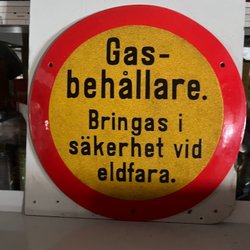 Gas-
behållare.
Bringas i
säkerhet vid
eldfara.